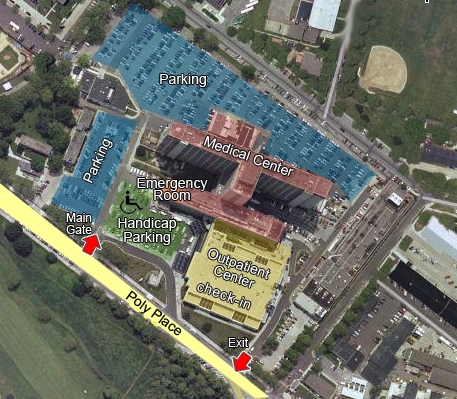 Parking
Medical Center
Parking
Emergency
Room
Main
Gate
Handicap
Parking
Outpatient
Center
check-in
Poly Place
Exit